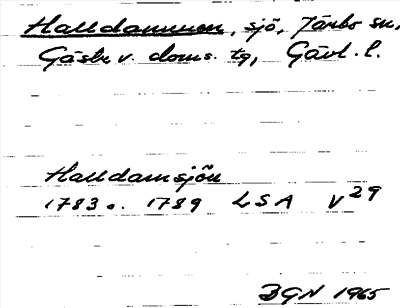 Halldammen, sjö, Järbo sn,
Gästr. v. doms. tg, Gävl. l.
Halldamsjön
1783 o. 1789 LSA V29
BGN 1965